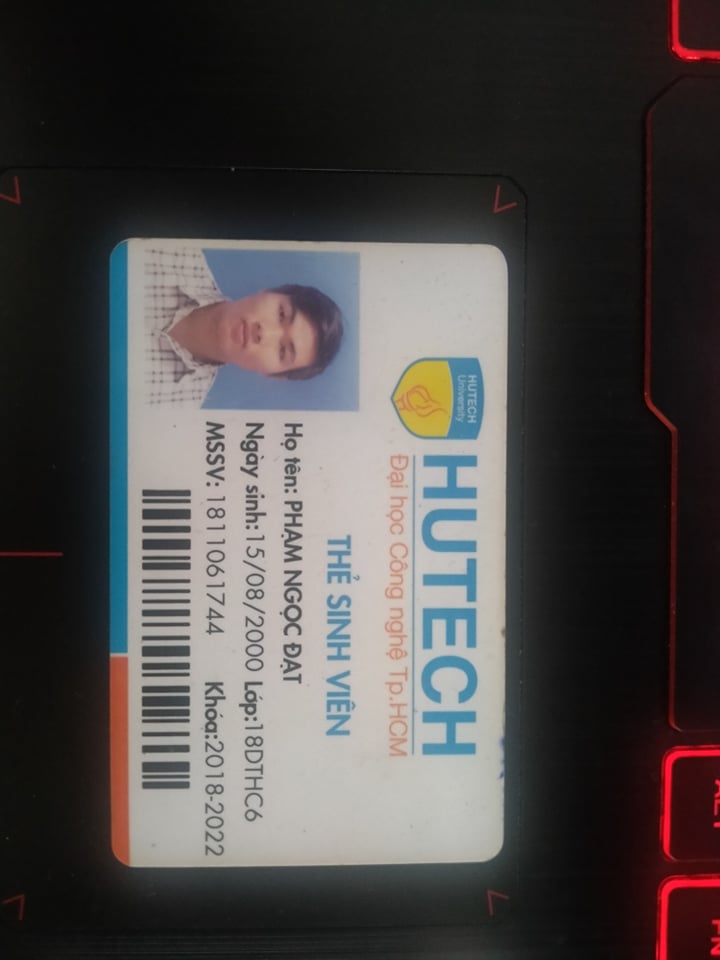 HUTECH
University
HUTECH
Đại học Công nghệ Tp.HCM
THẺ SINH VIÊN
Họ tên: PHẠM NGỌC ĐẠT
Ngày sinh:15/08/2000 Lớp:18DTHC6
MSSV: 1811061744 Khóa:2018-2022